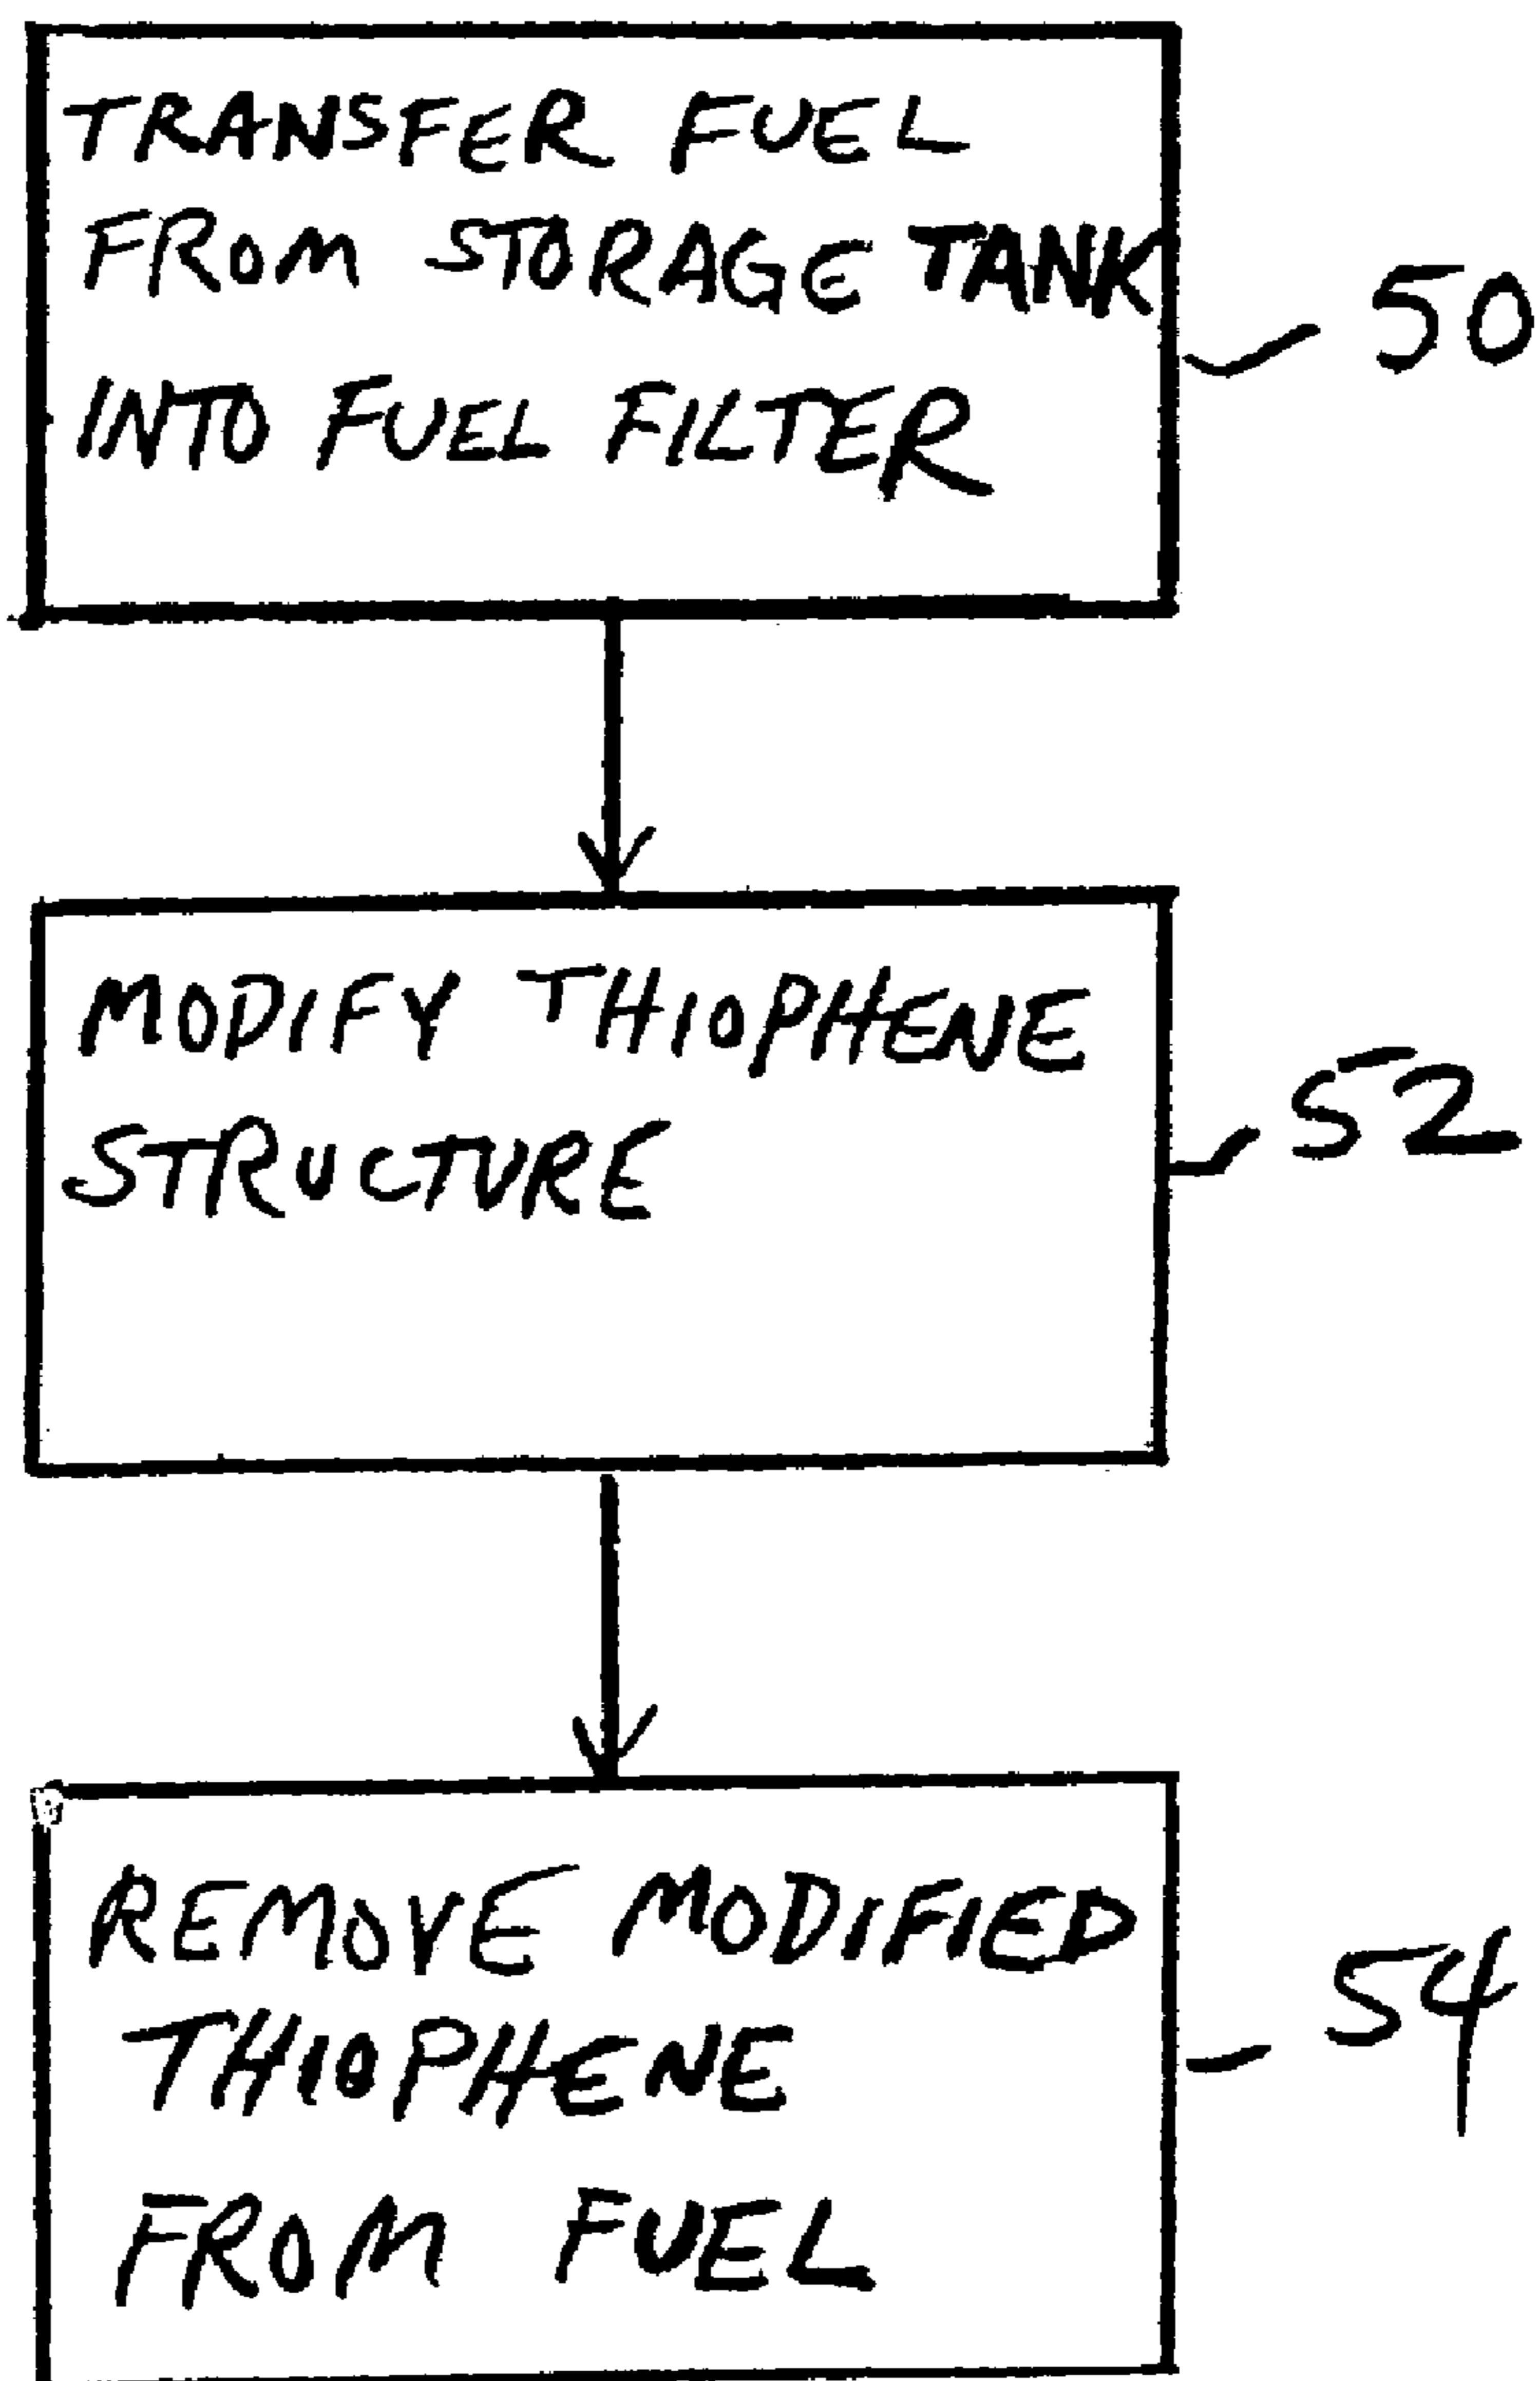 TRANSFER FUEL
FROM STORAGE TANK
INTO FUEL FILTER
50
MODIFY THIOPHENE
STRUCTURE
52
REMOVE MODIFIED
THIOPHENE
FROM FUEL
54